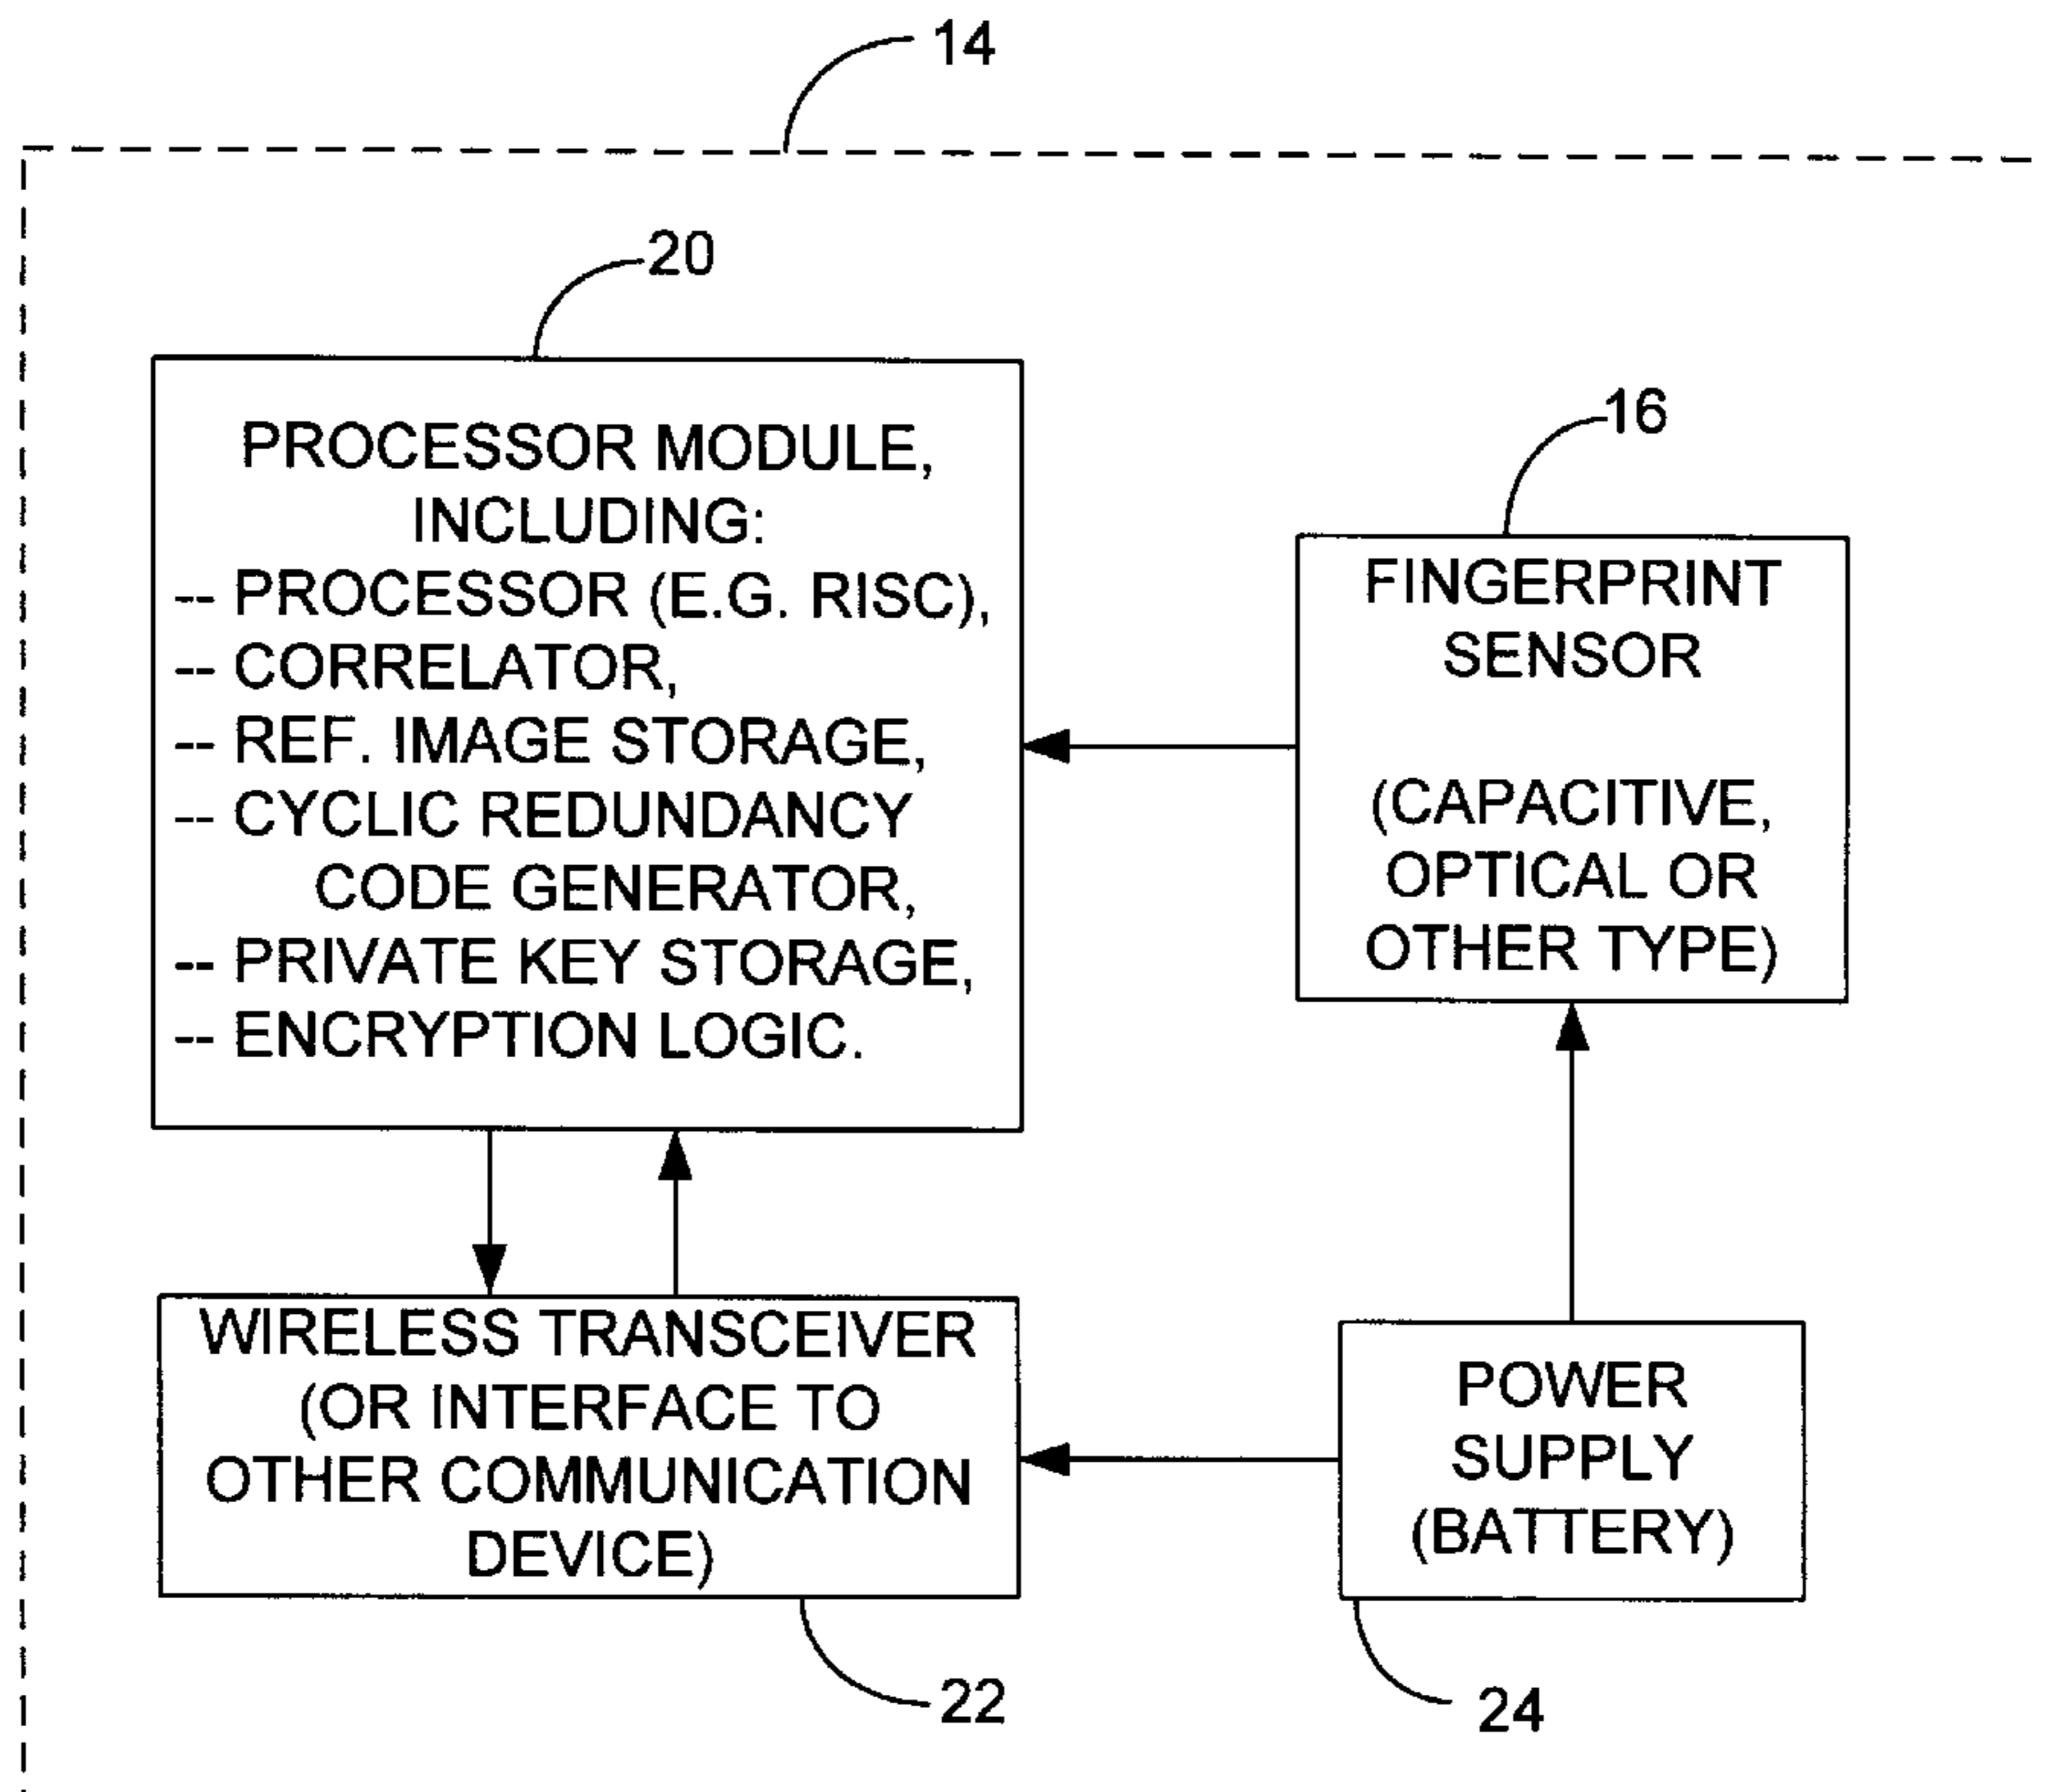 14
20
PROCESSOR MODULE,
INCLUDING:
-- PROCESSOR (E.G. RISC),
-- CORRELATOR,
-- REF. IMAGE STORAGE,
-- CYCLIC REDUNDANCY
CODE GENERATOR,
-- PRIVATE KEY STORAGE,
-- ENCRYPTION LOGIC.
16
FINGERPRINT
SENSOR
(CAPACITIVE,
OPTICAL OR
OTHER TYPE)
WIRELESS TRANSCEIVER
(OR INTERFACE TO
OTHER COMMUNICATION
DEVICE)
22
POWER
SUPPLY
(BATTERY)
24